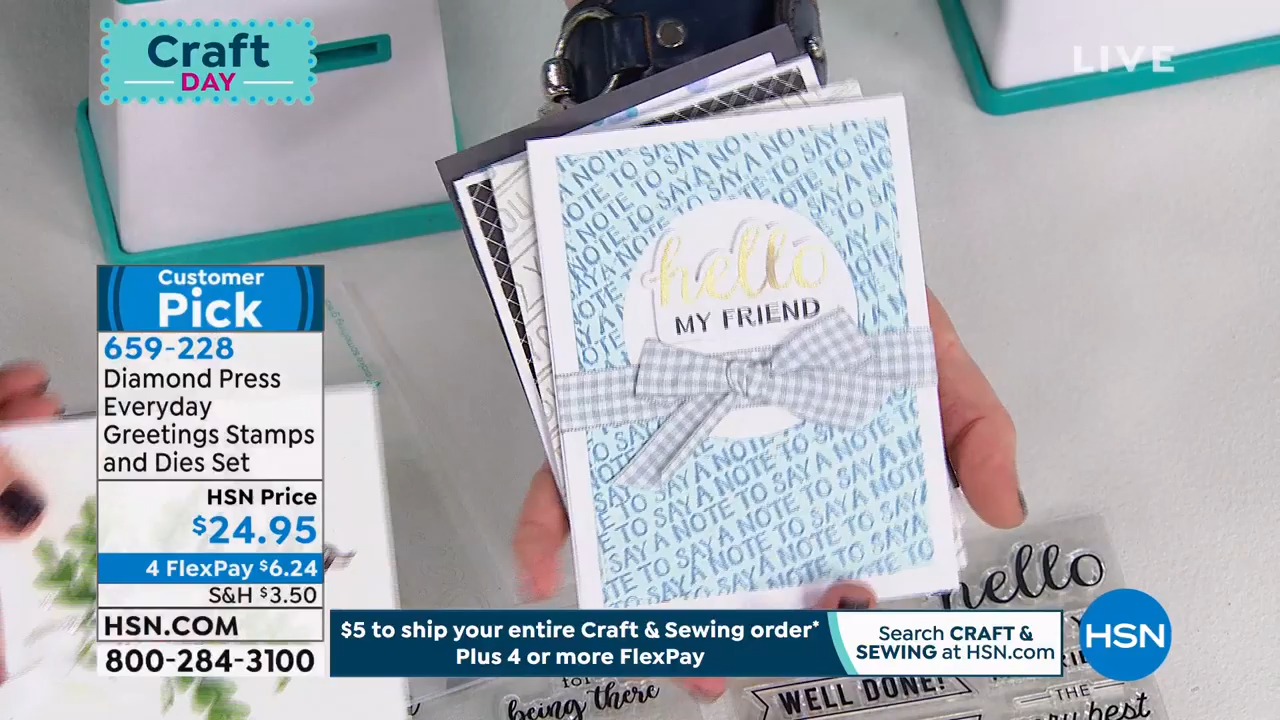 Craft
DAY
LIVE
A NOTE TO SAY A NOTE TO SAY
hello
MY FRIEND
Customer
Pick
659-228
Diamond Press
Everyday
Greetings Stamps
and Dies Set
HSN Price
$24.95
4 FlexPay $6.24
S&H $3.50
HSN.COM
800-284-3100
$5 to ship your entire Craft & Sewing order*
Plus 4 or more FlexPay
Search CRAFT &
SEWING at HSN.com
HSN
hello
for
being there
WELL DONE!
THE
very best